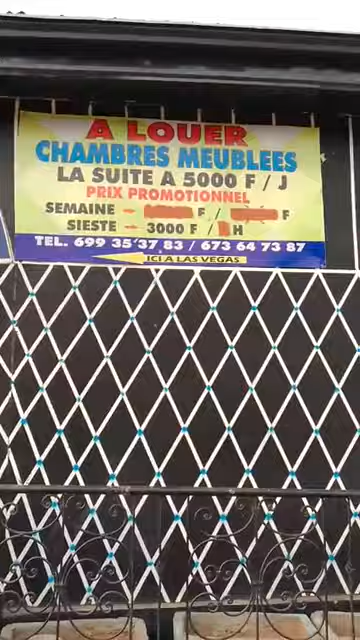 A LOUER
CHAMBRES MEUBLEES
LA SUITE A 5000 F / J
PRIX PROMOTIONNEL
SEMAINE → F / F
SIESTE → 3000 F / H
TEL. 699 35 37 83 / 673 64 73 87
ICI A LAS VEGAS